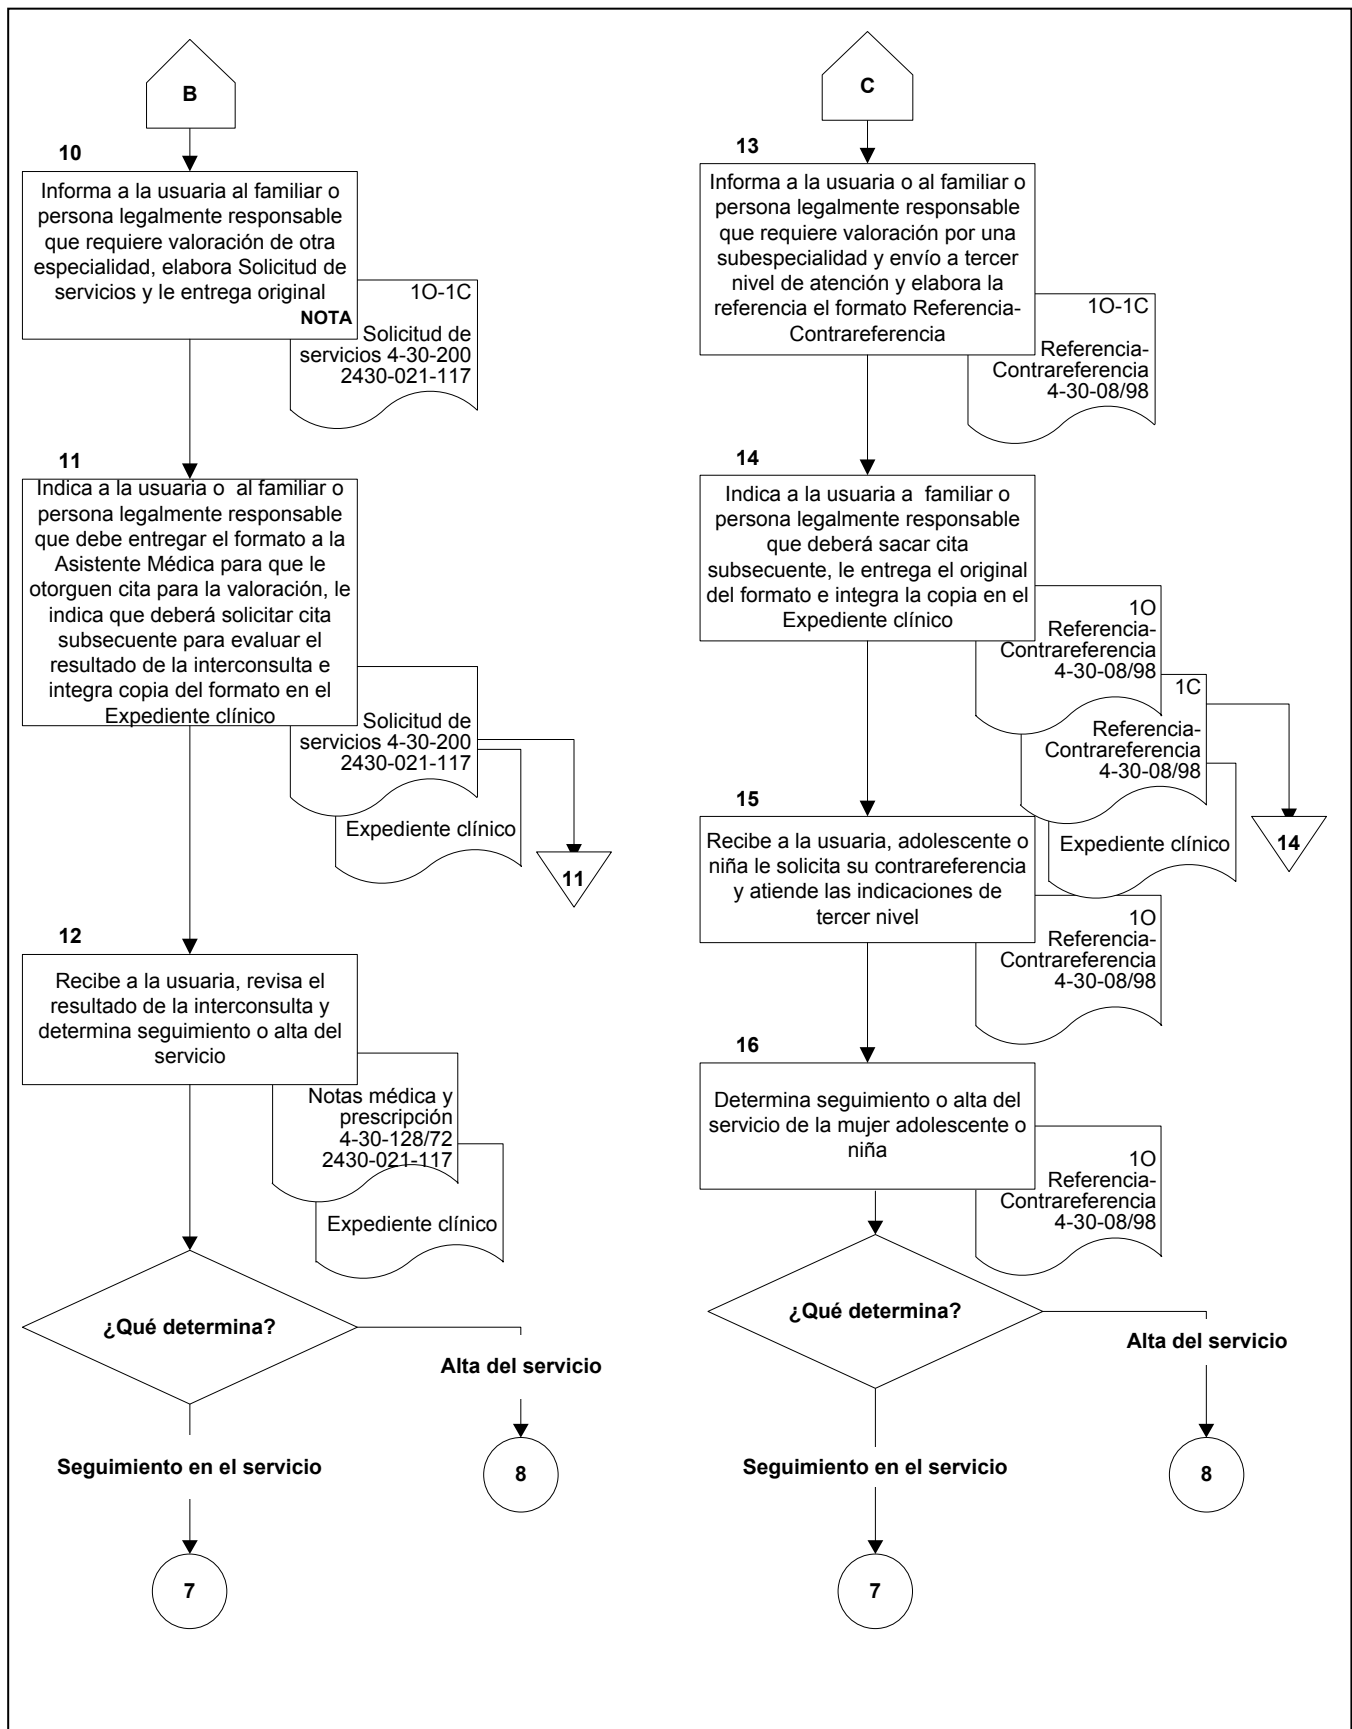 B
10
Informa a la usuaria al familiar o
persona legalmente responsable
que requiere valoración de otra
especialidad, elabora Solicitud de
servicios y le entrega original
NOTA
1O-1C
Solicitud de
servicios 4-30-200
2430-021-117
11
Indica a la usuaria o al familiar o
persona legalmente responsable
que debe entregar el formato a la
Asistente Médica para que le
otorguen cita para la valoración, le
indica que deberá solicitar cita
subsecuente para evaluar el
resultado de la interconsulta e
integra copia del formato en el
Expediente clínico
Solicitud de
servicios 4-30-200
2430-021-117
Expediente clínico
11
12
Recibe a la usuaria, revisa el
resultado de la interconsulta y
determina seguimiento o alta del
servicio
Notas médica y
prescripción
4-30-128/72
2430-021-117
Expediente clínico
¿Qué determina?
Alta del servicio
Seguimiento en el servicio
8
7
C
13
Informa a la usuaria o al familiar o
persona legalmente responsable
que requiere valoración por una
subespecialidad y envío a tercer
nivel de atención y elabora la
referencia el formato Referencia-
Contrareferencia
1O-1C
Referencia-
Contrareferencia
4-30-08/98
14
Indica a la usuaria a familiar o
persona legalmente responsable
que deberá sacar cita
subsecuente, le entrega el original
del formato e integra la copia en el
Expediente clínico
1O
Referencia-
Contrareferencia
4-30-08/98
1C
Referencia-
Contrareferencia
4-30-08/98
Expediente clínico
14
15
Recibe a la usuaria, adolescente o
niña le solicita su contrareferencia
y atiende las indicaciones de
tercer nivel
1O
Referencia-
Contrareferencia
4-30-08/98
16
Determina seguimiento o alta del
servicio de la mujer adolescente o
niña
1O
Referencia-
Contrareferencia
4-30-08/98
¿Qué determina?
Alta del servicio
Seguimiento en el servicio
8
7